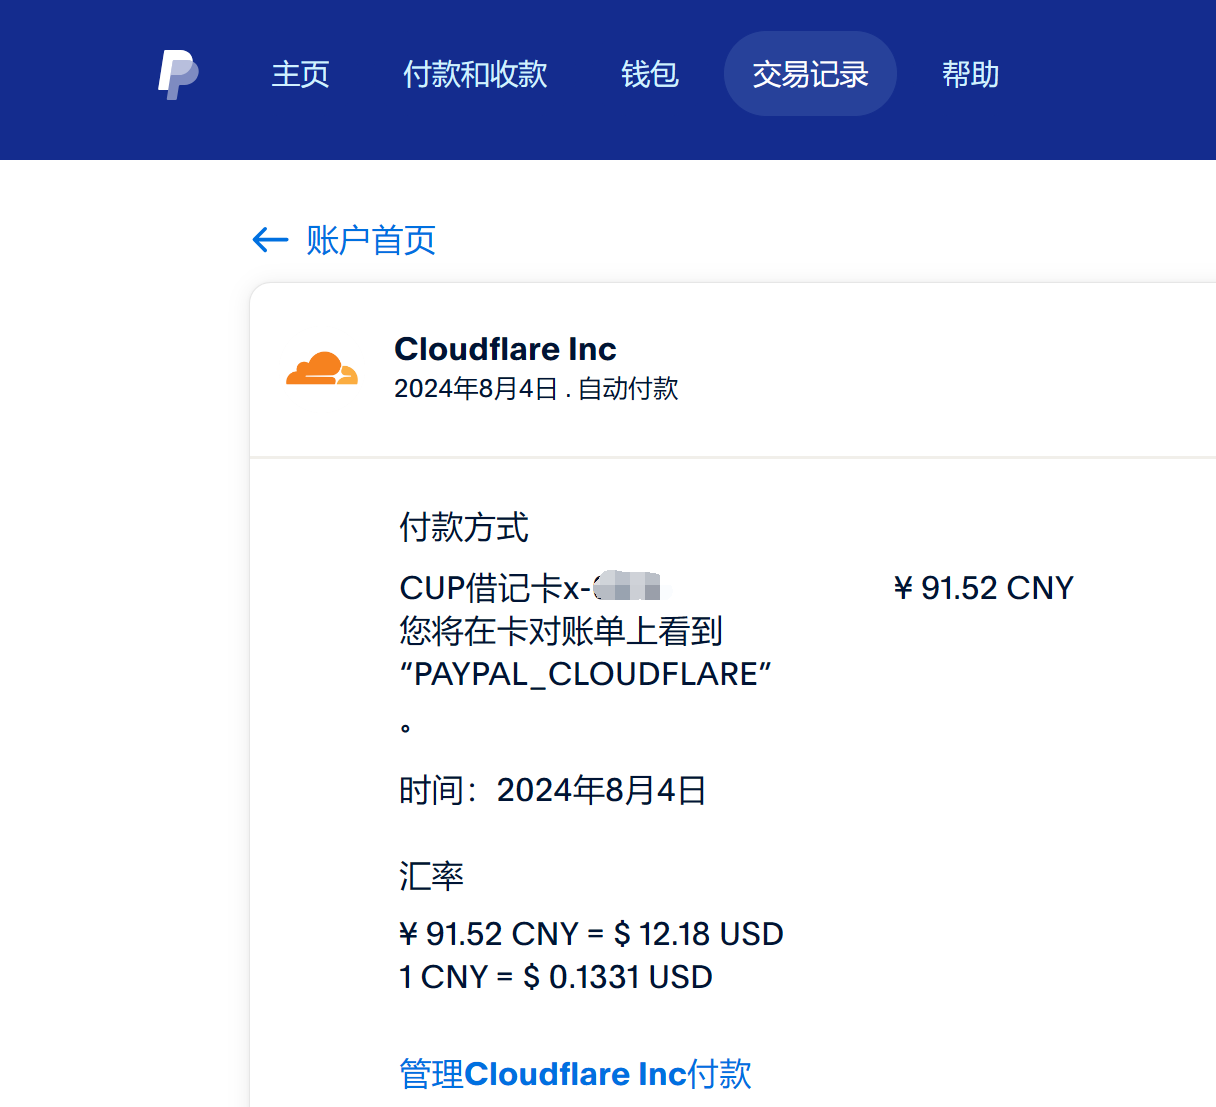 主页 付款和收款 钱包 交易记录 帮助
账户首页
Cloudflare Inc
2024年8月4日 . 自动付款
付款方式
CUP借记卡x- ¥ 91.52 CNY
您将在卡对账单上看到
“PAYPAL_CLOUDFLARE”
。
时间：2024年8月4日
汇率
¥ 91.52 CNY = $ 12.18 USD
1 CNY = $ 0.1331 USD
管理Cloudflare Inc付款